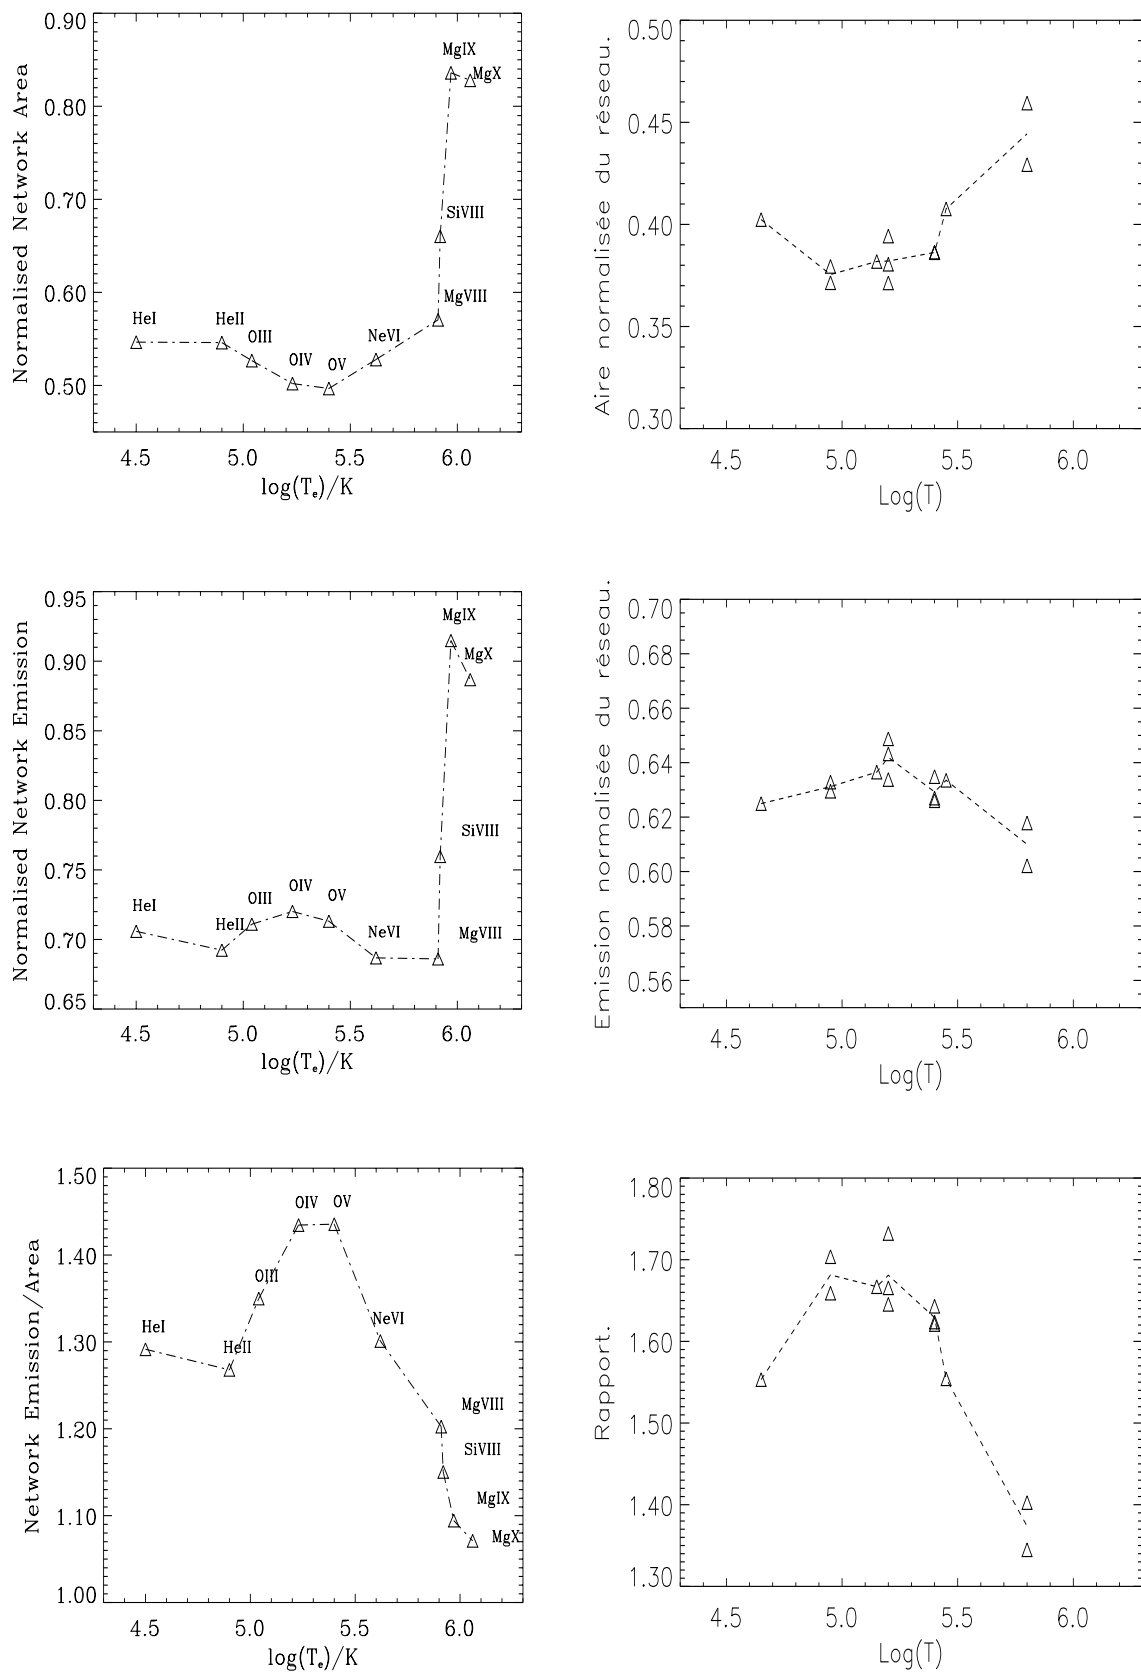 Normalised Network Area
0.90
0.80
0.70
0.60
0.50
MgIX
MgX
SiVIII
MgVIII
HeI
HeII
OIII
OIV
OV
NeVI
4.5 5.0 5.5 6.0
log(Te)/K
Aire normalisée du réseau.
0.50
0.45
0.40
0.35
0.30
4.5 5.0 5.5 6.0
Log(T)
Normalised Network Emission
0.95
0.90
0.85
0.80
0.75
0.70
0.65
MgIX
MgX
SiVIII
HeI
HeII
OIII
OIV
OV
NeVI
MgVIII
4.5 5.0 5.5 6.0
log(Te)/K
Emission normalisée du réseau.
0.70
0.68
0.66
0.64
0.62
0.60
0.58
0.56
4.5 5.0 5.5 6.0
Log(T)
Network Emission/Area
1.50
1.40
1.30
1.20
1.10
1.00
OIV
OV
OIII
HeI
HeII
NeVI
MgVIII
SiVIII
MgIX
MgX
4.5 5.0 5.5 6.0
log(Te)/K
Rapport.
1.80
1.70
1.60
1.50
1.40
1.30
4.5 5.0 5.5 6.0
Log(T)